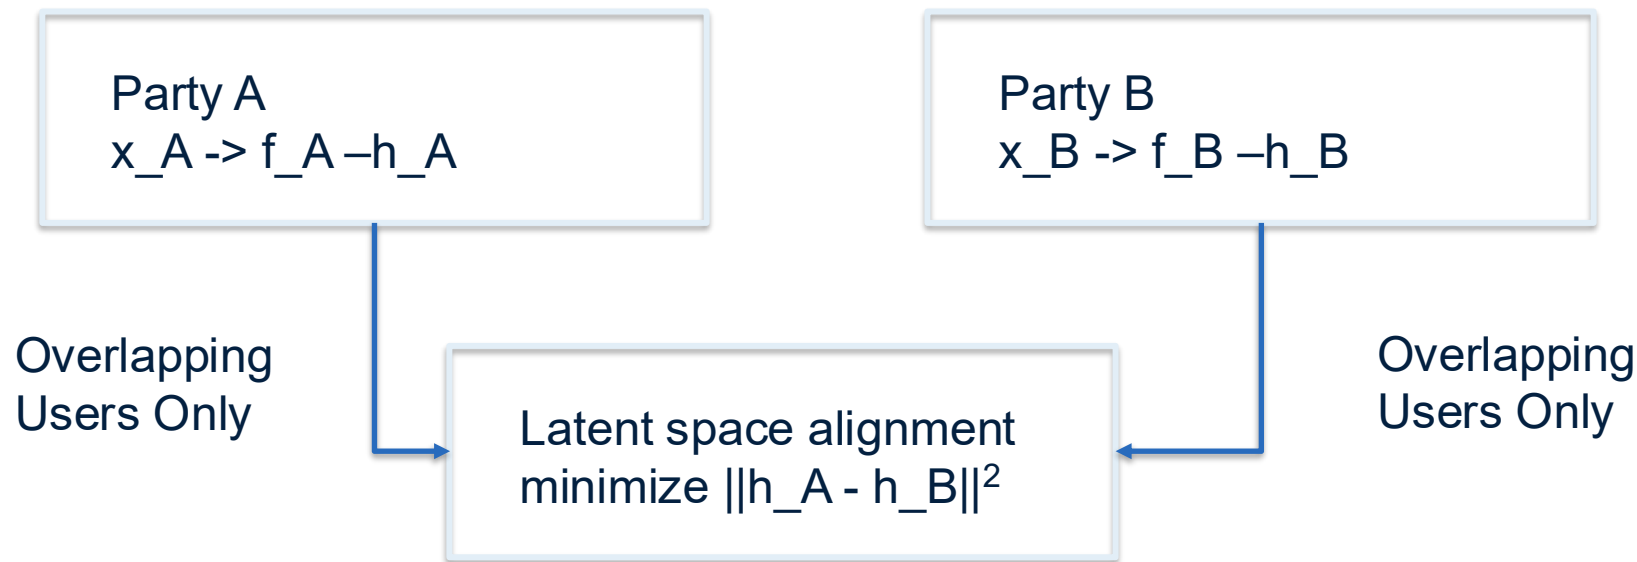 Party A
x_A -> f_A –h_A
Party B
x_B -> f_B –h_B
Overlapping
Users Only
Overlapping
Users Only
Latent space alignment
minimize ||h_A - h_B||²